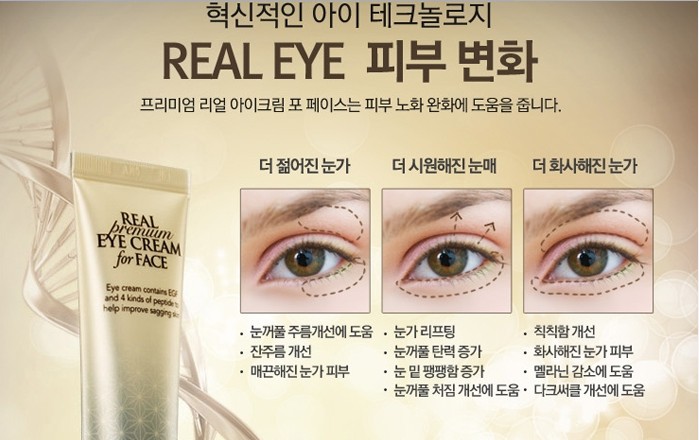 혁신적인 아이 테크놀로지
REAL EYE 피부 변화
프리미엄 리얼 아이크림 포 페이스는 피부 노화 완화에 도움을 줍니다.
더 젊어진 눈가
더 시원해진 눈매
더 화사해진 눈가
REAL
premium
EYE CREAM
for FACE
Eye cream contains EGF
and 4 kinds of peptide to
help improve sagging skin
• 눈꺼풀 주름개선에 도움
• 잔주름 개선
• 매끈해진 눈가 피부
• 눈가 리프팅
• 눈꺼풀 탄력 증가
• 눈 밑 팽팽함 증가
• 눈꺼풀 처짐 개선에 도움
• 칙칙함 개선
• 화사해진 눈가 피부
• 멜라닌 감소에 도움
• 다크써클 개선에 도움